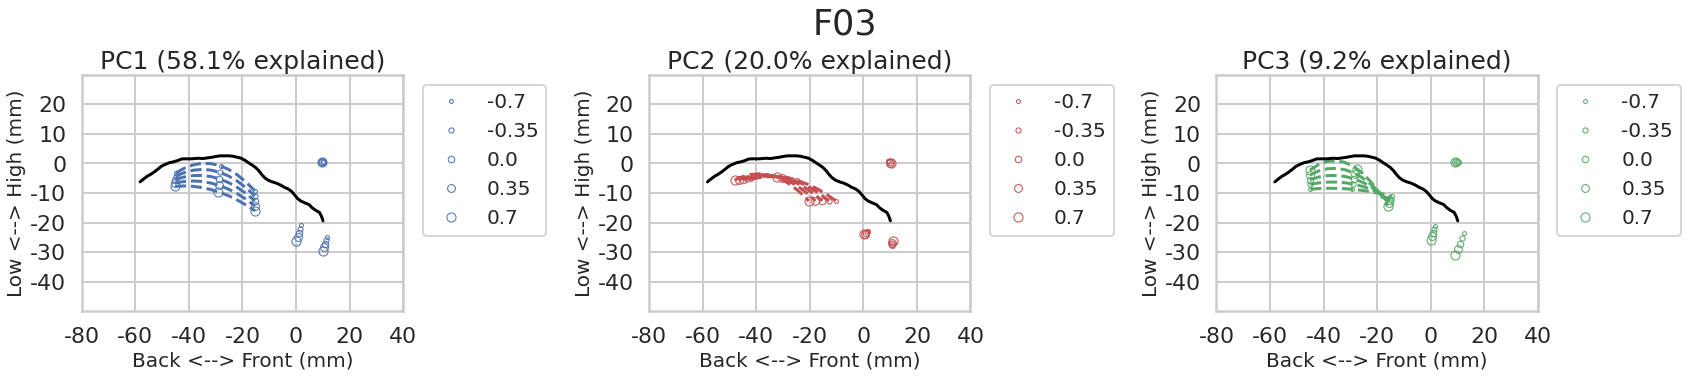 F03
PC1 (58.1% explained)
Low <--> High (mm)
20
10
0
-10
-20
-30
-40
-80 -60 -40 -20 0 20 40
Back <--> Front (mm)
-0.7
-0.35
0.0
0.35
0.7
PC2 (20.0% explained)
Low <--> High (mm)
20
10
0
-10
-20
-30
-40
-80 -60 -40 -20 0 20 40
Back <--> Front (mm)
-0.7
-0.35
0.0
0.35
0.7
PC3 (9.2% explained)
Low <--> High (mm)
20
10
0
-10
-20
-30
-40
-80 -60 -40 -20 0 20 40
Back <--> Front (mm)
-0.7
-0.35
0.0
0.35
0.7